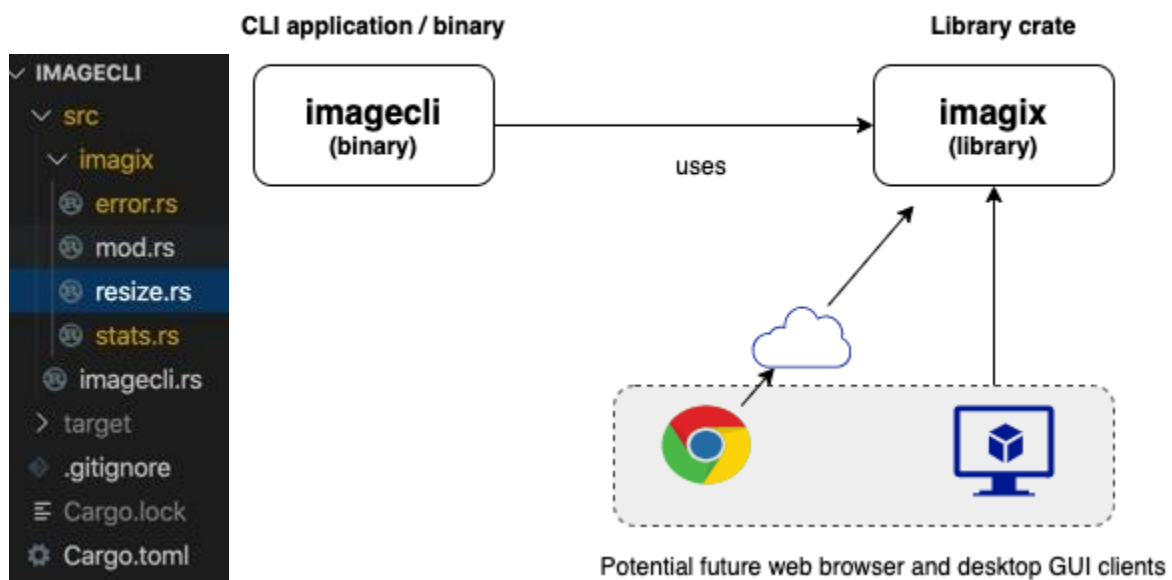 IMAGECLI
src
imagix
error.rs
mod.rs
resize.rs
stats.rs
imagecli.rs
target
.gitignore
Cargo.lock
Cargo.toml
CLI application / binary
Library crate
imagecli
(binary)
uses
imagix
(library)
Potential future web browser and desktop GUI clients